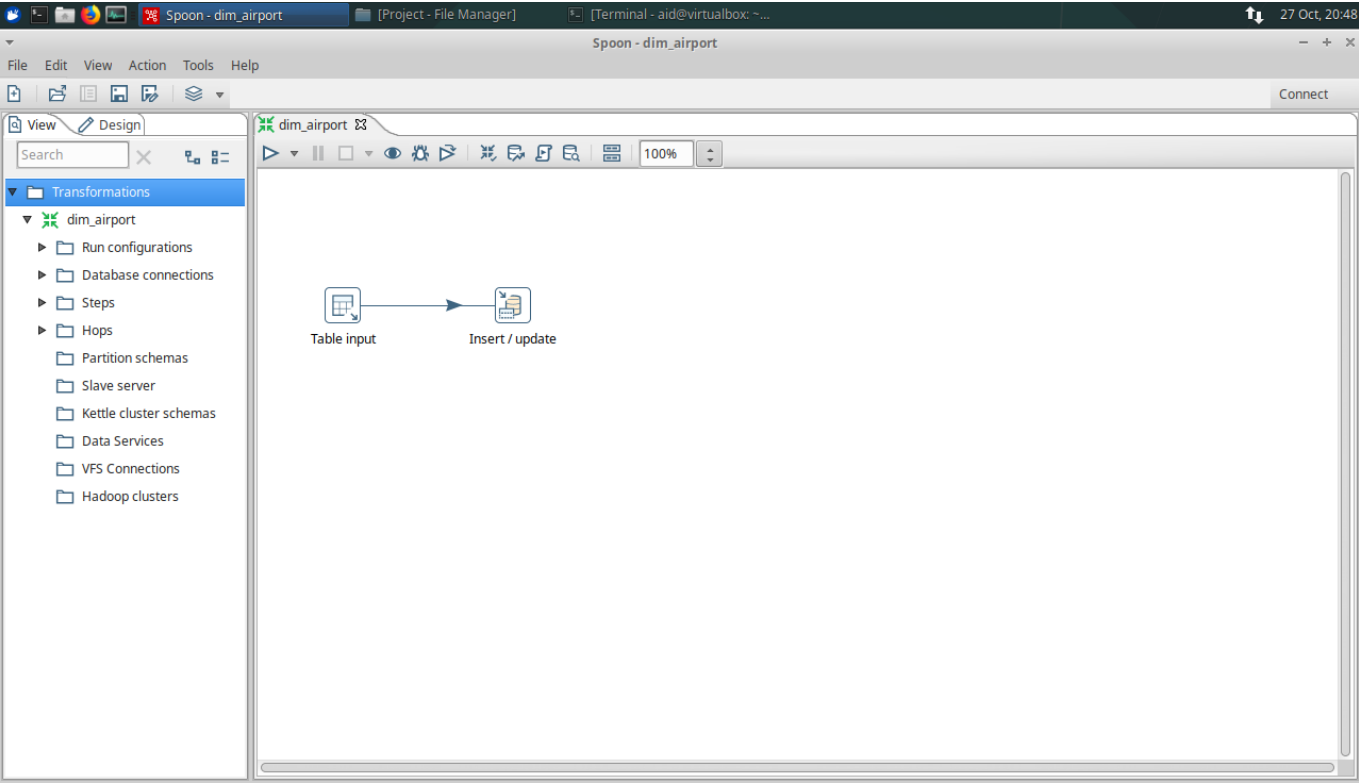 Spoon - dim_airport [Project - File Manager] [Terminal - aid@virtualbox: ~... 27 Oct, 20:48
Spoon - dim_airport
File Edit View Action Tools Help
Connect
View Design dim_airport
Search 100%
Transformations
dim_airport
Run configurations
Database connections
Steps
Hops
Partition schemas
Slave server
Kettle cluster schemas
Data Services
VFS Connections
Hadoop clusters
Table input Insert / update